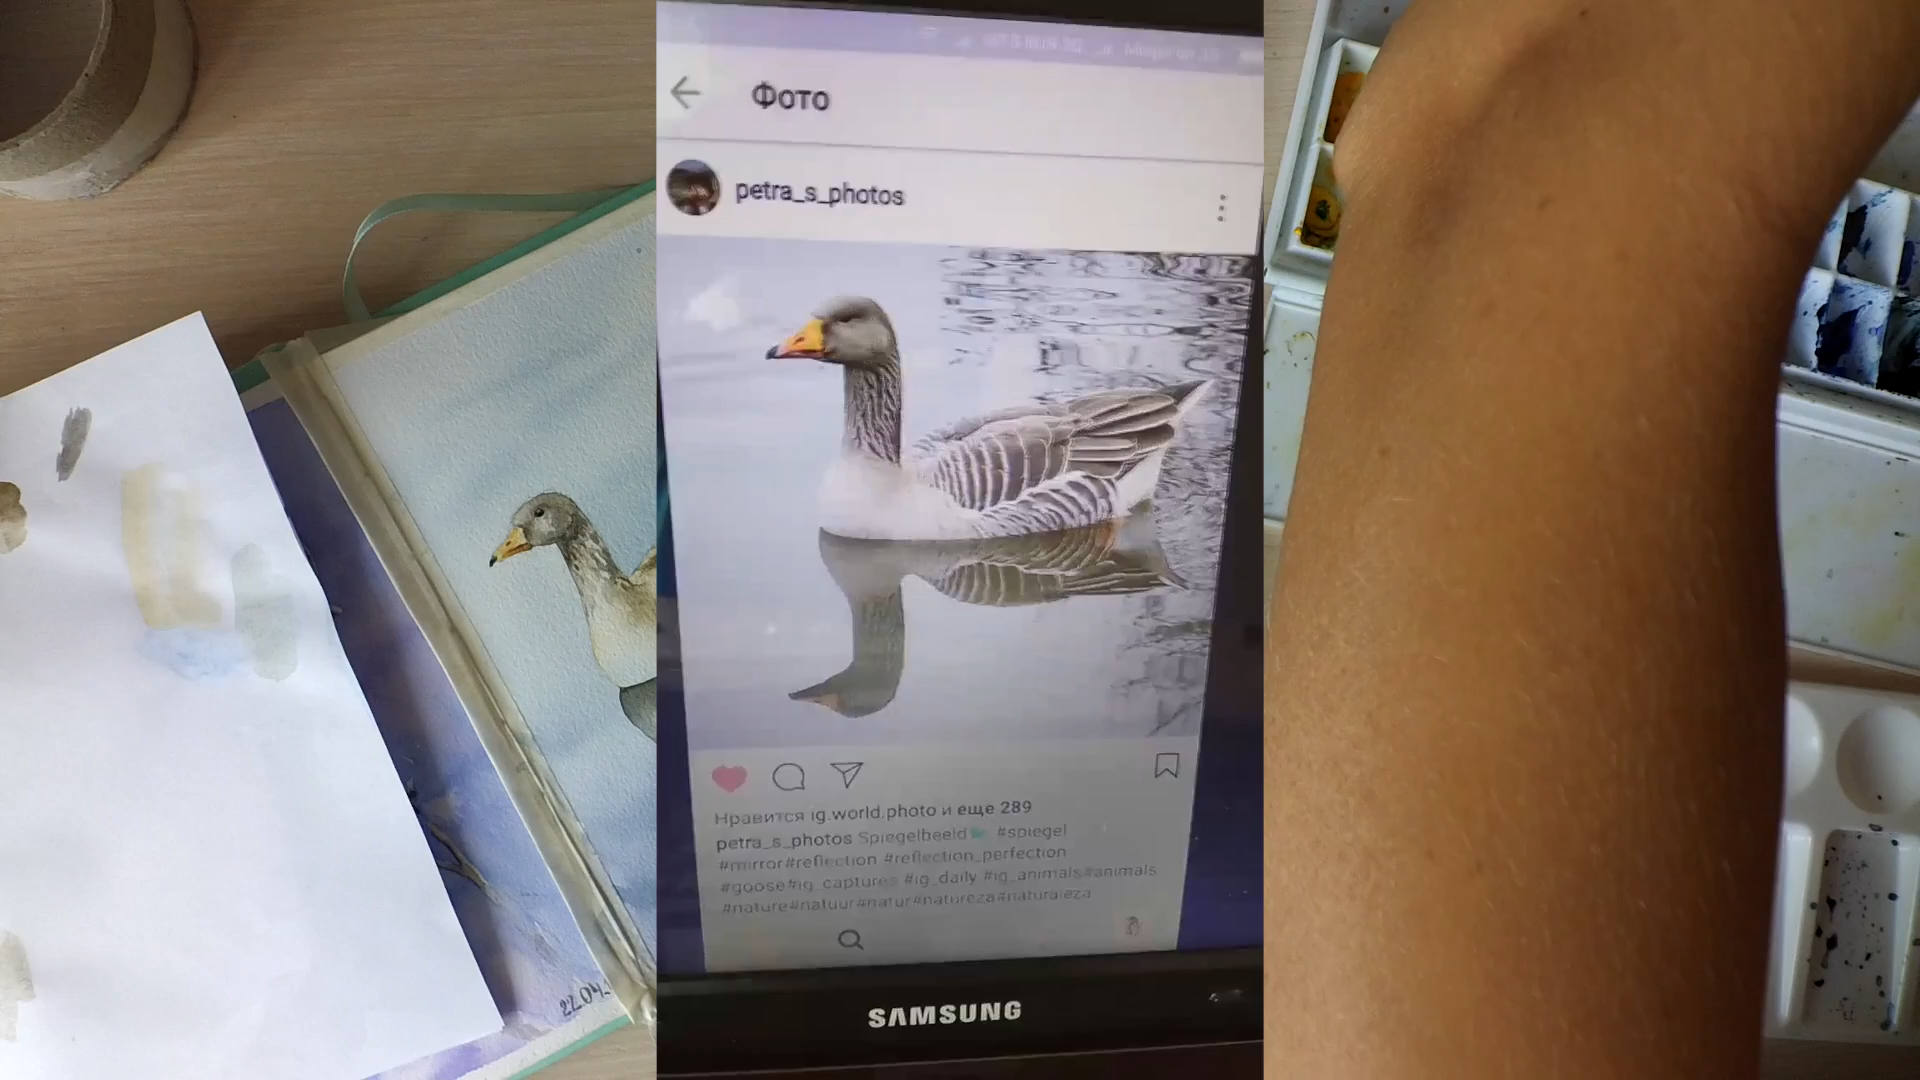 Фото
petra_s_photos
Нравится ig.world.photo и еще 289
petra_s_photos Spiegelbeeld #spiegel
#mirror#reflection #reflection_perfection
#goose#ig_captures #ig_daily #ig_animals#animals
#nature#natuur#natur#natureza#naturaleza
SAMSUNG